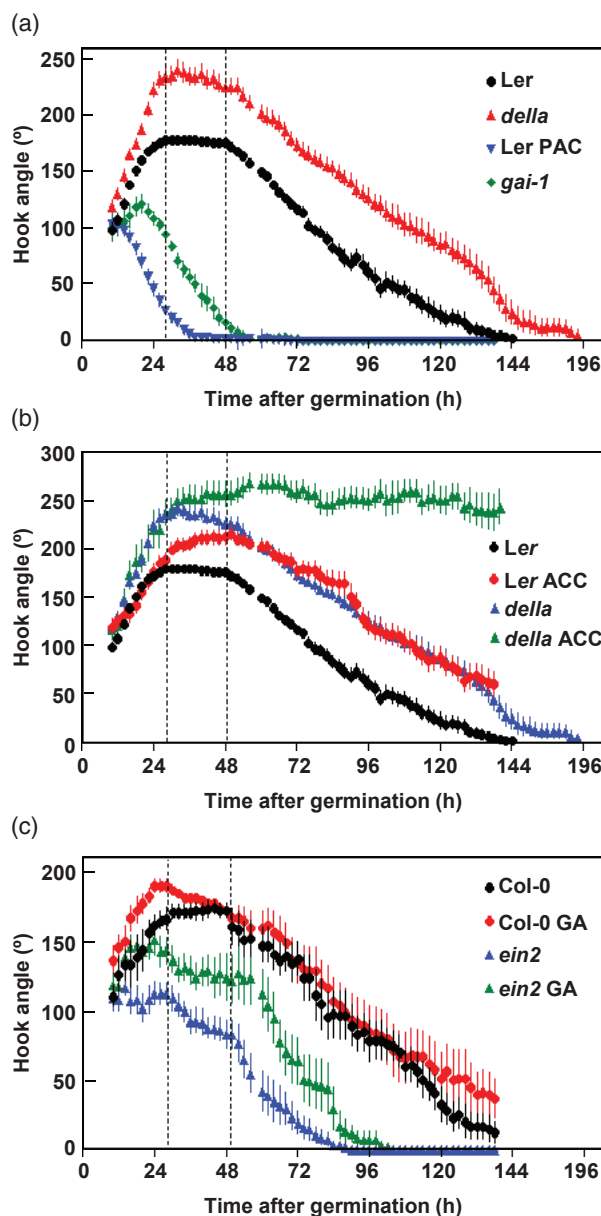 (a)
250
200
150
100
50
0
Hook angle (º)
Ler
della
Ler PAC
gai-1
0 24 48 72 96 120 144 196
Time after germination (h)
(b)
300
250
200
150
100
50
0
Hook angle (º)
Ler
Ler ACC
della
della ACC
0 24 48 72 96 120 144 196
Time after germination (h)
(c)
200
150
100
50
0
Hook angle (º)
Col-0
Col-0 GA
ein2
ein2 GA
0 24 48 72 96 120 144 196
Time after germination (h)